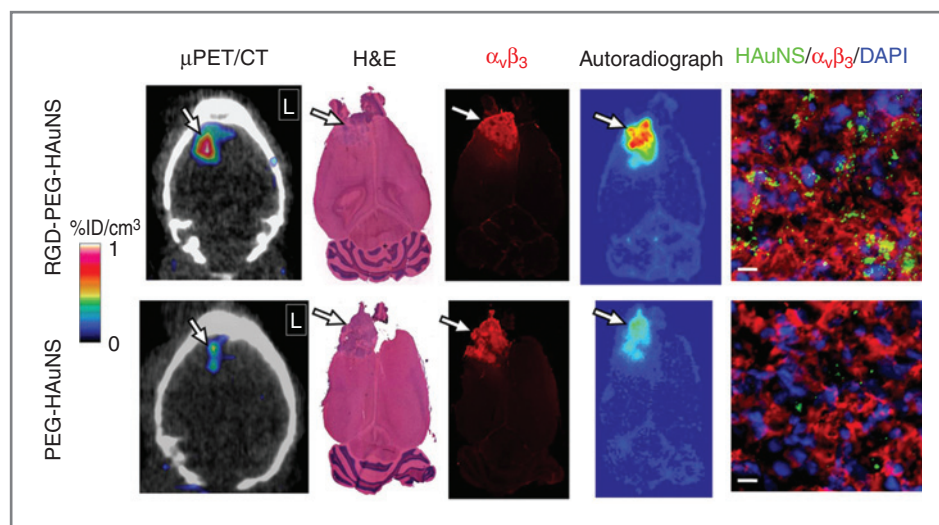 μPET/CT
H&E
αvβ3
Autoradiograph
HAuNS/αvβ3/DAPI
RGD-PEG-HAuNS
L
%ID/cm³
1
0
PEG-HAuNS
L